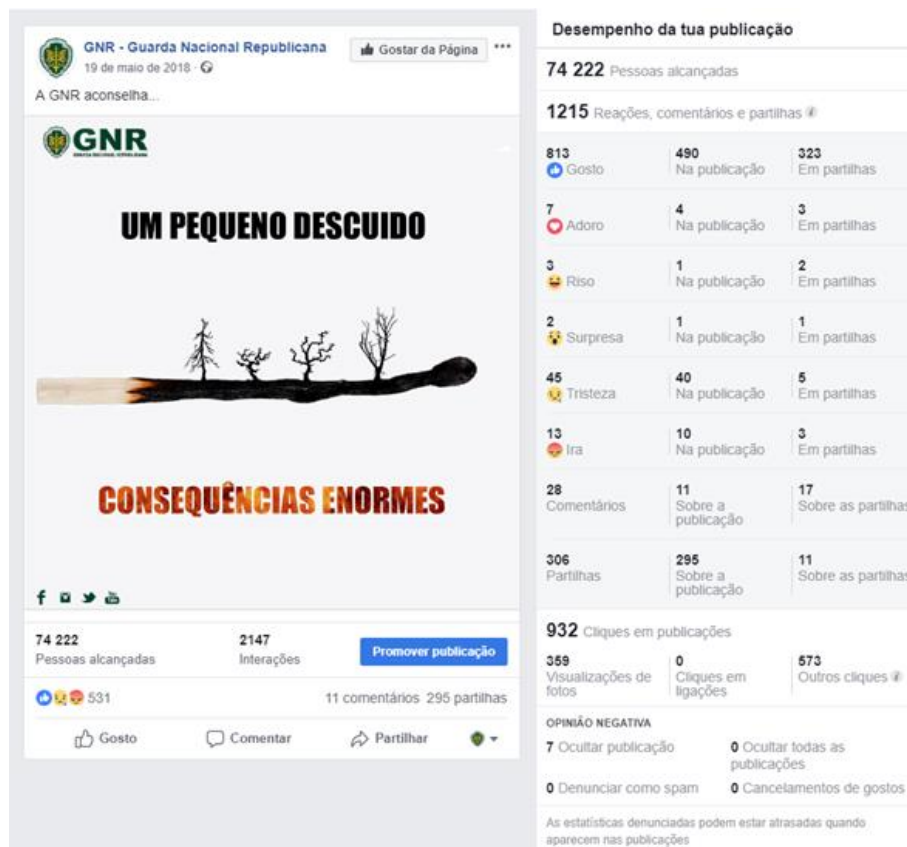 GNR - Guarda Nacional Republicana
Gostar da Página
19 de maio de 2018
A GNR aconselha...
GNR
GUARDA NACIONAL REPUBLICANA
UM PEQUENO DESCUIDO
CONSEQUÊNCIAS ENORMES
You Tube
74 222
2147
Pessoas alcançadas
Interações
Promover publicação
531
11 comentários 295 partilhas
Gosto
Comentar
Partilhar
Desempenho da tua publicação
74 222 Pessoas alcançadas
1215 Reações, comentários e partilhas
813 490 323
Gosto Na publicação Em partilhas
7 4 3
Adoro Na publicação Em partilhas
3 1 2
Riso Na publicação Em partilhas
2 1 1
Surpresa Na publicação Em partilhas
45 40 5
Tristeza Na publicação Em partilhas
13 10 3
Ira Na publicação Em partilhas
28 11 17
Comentários Sobre a publicação Sobre as partilhas
306 295 11
Partilhas Sobre a publicação Sobre as partilhas
932 Cliques em publicações
359 0 573
Visualizações de fotos Cliques em ligações Outros cliques
OPINIÃO NEGATIVA
7 Ocultar publicação 0 Ocultar todas as publicações
0 Denunciar como spam 0 Cancelamentos de gostos
As estatísticas denunciadas podem estar atrasadas quando
aparecem nas publicações